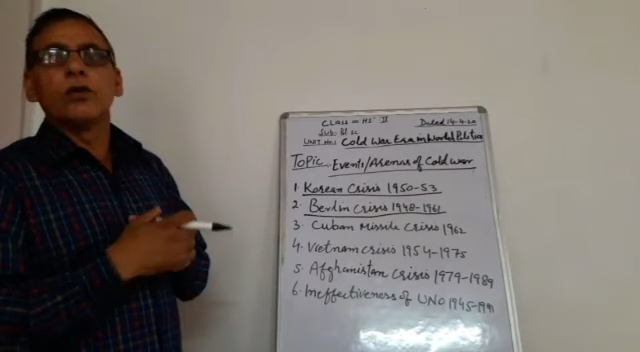 Class = HS-II Dated 14-4-20
Sub: Pol Sc
Unit No:1 Cold War Era in World Politics
Topic: Events/Arenas of Cold War
1. Korean Crisis 1950-53
2. Berlin Crisis 1948-1961
3. Cuban Missile Crisis 1962
4. Vietnam crisis 1954-1975
5. Afghanistan Crisis 1979-1989
6. Ineffectiveness of UNO 1945-1991